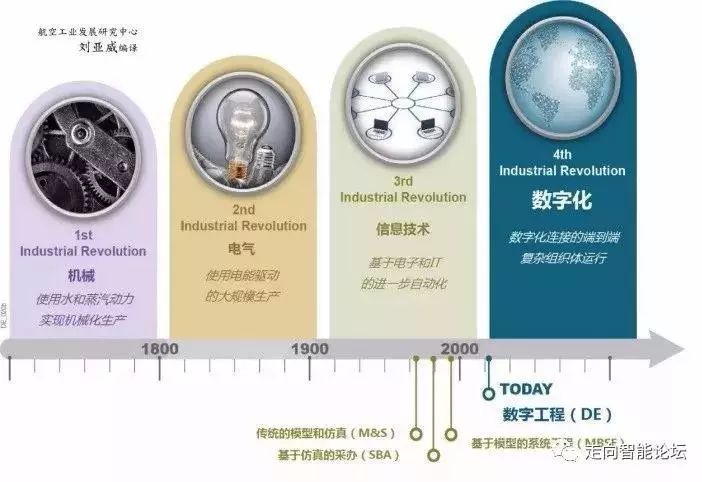 航空工业发展研究中心
刘亚威编译
1st
Industrial Revolution
机械
使用水和蒸汽动力
实现机械化生产
2nd
Industrial Revolution
电气
使用电能驱动
的大规模生产
3rd
Industrial Revolution
信息技术
基于电子和IT
的进一步自动化
4th
Industrial Revolution
数字化
数字化连接的端到端
复杂组织体运行
1800
1900
2000
TODAY
数字工程（DE）
传统的模型和仿真（M&S）
基于模型的系统工程（MBSE）
基于仿真的采办（SBA）
走向智能论坛